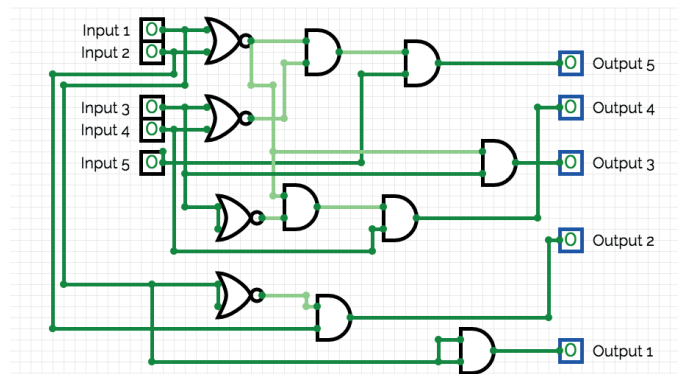 Input 1 0
Input 2 0
0 Output 5
Input 3 0
0 Output 4
Input 4 0
Input 5 0
0 Output 3
0 Output 2
0 Output 1